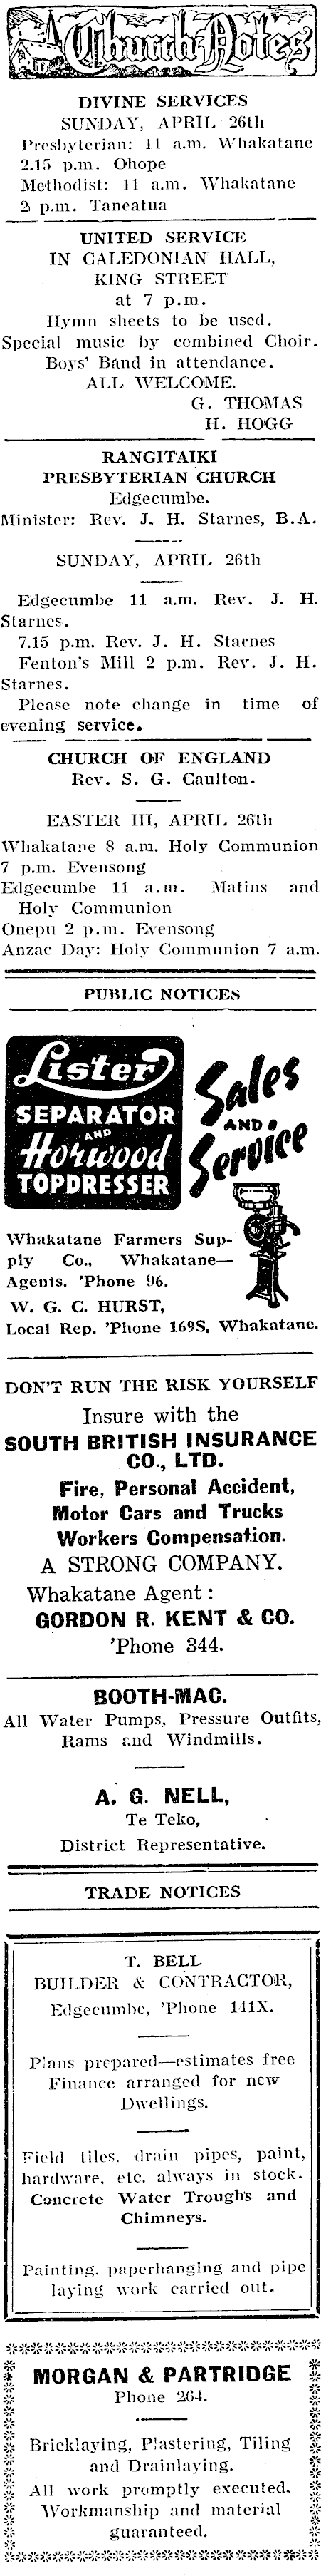 Church Notes
DIVINE SERVICES
SUNDAY, APRIL 26th
Presbyterian: 11 a.m. Whakatane
2.15 p.m. Ohope
Methodist: 11 a.m. Whakatane
2 p.m. Taneatua
UNITED SERVICE
IN CALEDONIAN HALL,
KING STREET
at 7 p.m.
Hymn sheets to be used.
Special music by combined Choir.
Boys' Band in attendance.
ALL WELCOME.
G. THOMAS
H. HOGG
RANGITAIKI
PRESBYTERIAN CHURCH
Edgecumbe.
Minister: Rev. J. H. Starnes, B.A.
SUNDAY, APRIL 26th
Edgecumbe 11 a.m. Rev. J. H.
Starnes.
7.15 p.m. Rev. J. H. Starnes
Fenton's Mill 2 p.m. Rev. J. H.
Starnes.
Please note change in time of
evening service.
CHURCH OF ENGLAND
Rev. S. G. Caulton.
EASTER III, APRIL 26th
Whakatane 8 a.m. Holy Communion
7 p.m. Evensong
Edgecumbe 11 a.m. Matins and
Holy Communion
Onepu 2 p.m. Evensong
Anzac Day: Holy Communion 7 a.m.
PUBLIC NOTICES
Lister
SEPARATOR
AND
Horwood
TOPDRESSER
Sales
AND
Service
Whakatane Farmers Sup-
ply Co., Whakatane—
Agents. 'Phone 96.
W. G. C. HURST,
Local Rep. 'Phone 169S, Whakatane.
DON'T RUN THE RISK YOURSELF
Insure with the
SOUTH BRITISH INSURANCE
CO., LTD.
Fire, Personal Accident,
Motor Cars and Trucks
Workers Compensation.
A STRONG COMPANY.
Whakatane Agent :
GORDON R. KENT & CO.
'Phone 344.
BOOTH-MAC.
All Water Pumps, Pressure Outfits,
Rams and Windmills.
A. G. NELL,
Te Teko,
District Representative.
TRADE NOTICES
T. BELL
BUILDER & CONTRACTOR,
Edgecumbe, 'Phone 141X.
Plans prepared—estimates free
Finance arranged for new
Dwellings.
Field tiles, drain pipes, paint,
hardware, etc. always in stock.
Concrete Water Troughs and
Chimneys.
Painting, paperhanging and pipe
laying work carried out.
MORGAN & PARTRIDGE
Phone 264.
Bricklaying, Plastering, Tiling
and Drainlaying.
All work promptly executed.
Workmanship and material
guaranteed.